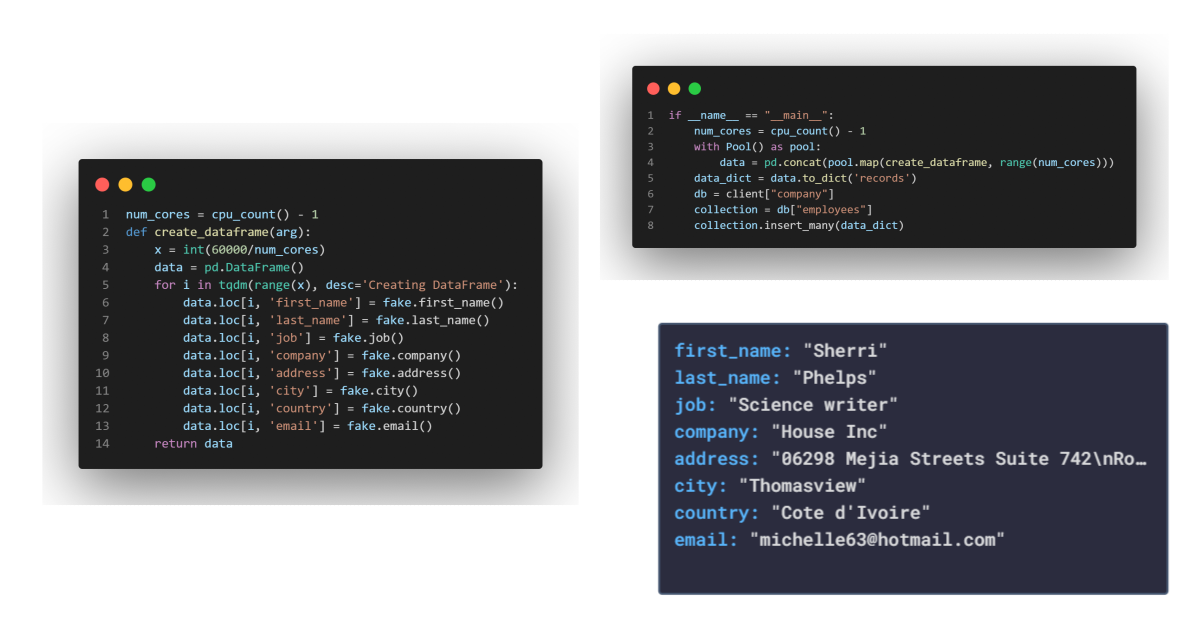 1 num_cores = cpu_count() - 1
2 def create_dataframe(arg):
3     x = int(60000/num_cores)
4     data = pd.DataFrame()
5     for i in tqdm(range(x), desc='Creating DataFrame'):
6         data.loc[i, 'first_name'] = fake.first_name()
7         data.loc[i, 'last_name'] = fake.last_name()
8         data.loc[i, 'job'] = fake.job()
9         data.loc[i, 'company'] = fake.company()
10         data.loc[i, 'address'] = fake.address()
11         data.loc[i, 'city'] = fake.city()
12         data.loc[i, 'country'] = fake.country()
13         data.loc[i, 'email'] = fake.email()
14     return data
1 if __name__ == "__main__":
2     num_cores = cpu_count() - 1
3     with Pool() as pool:
4         data = pd.concat(pool.map(create_dataframe, range(num_cores)))
5     data_dict = data.to_dict('records')
6     db = client["company"]
7     collection = db["employees"]
8     collection.insert_many(data_dict)
first_name: "Sherri"
last_name: "Phelps"
job: "Science writer"
company: "House Inc"
address: "06298 Mejia Streets Suite 742\nRo…
city: "Thomasview"
country: "Cote d'Ivoire"
email: "michelle63@hotmail.com"